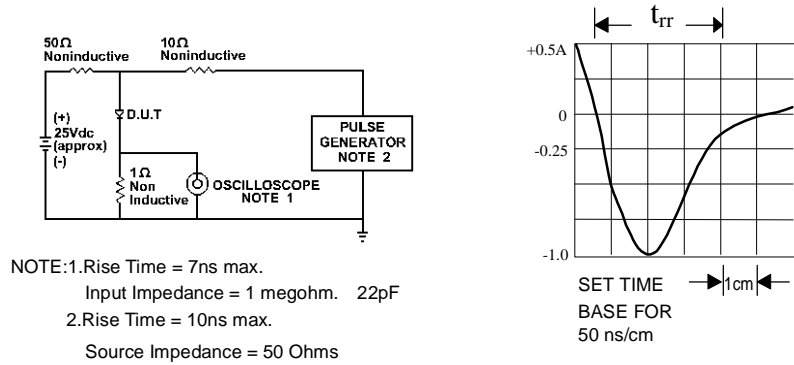 50Ω
Noninductive
10Ω
Noninductive
(+)
25Vdc
(approx)
(-)
D.U.T
1Ω
Non
Inductive
OSCILLOSCOPE
NOTE 1
PULSE
GENERATOR
NOTE 2
NOTE:1.Rise Time = 7ns max.
Input Impedance = 1 megohm. 22pF
2.Rise Time = 10ns max.
Source Impedance = 50 Ohms
trr
+0.5A
0
-0.25
-1.0
SET TIME
BASE FOR
50 ns/cm
1cm